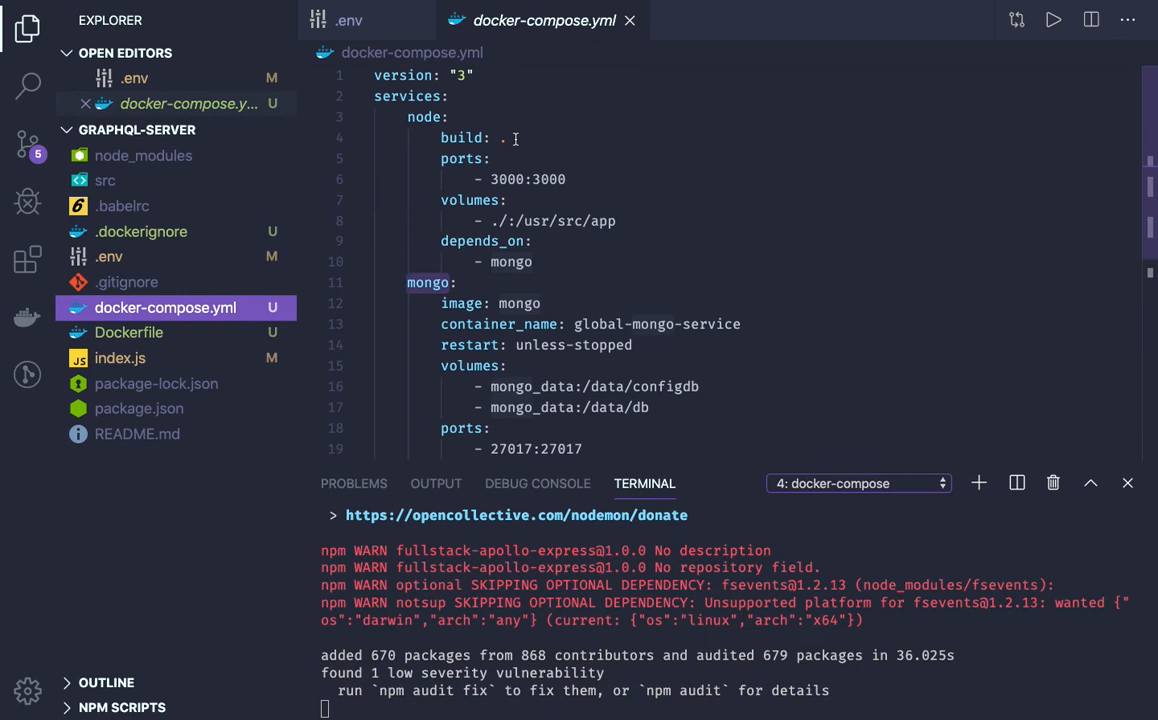 EXPLORER
OPEN EDITORS
.env M
docker-compose.y... U
GRAPHQL-SERVER
node_modules
src
.babelrc
.dockerignore U
.env M
.gitignore
docker-compose.yml U
Dockerfile U
index.js M
package-lock.json
package.json
README.md
OUTLINE
NPM SCRIPTS
5
.env
docker-compose.yml
docker-compose.yml
1 version: "3"
2 services:
3 node:
4 build: .
5 ports:
6 - 3000:3000
7 volumes:
8 - ./:/usr/src/app
9 depends_on:
10 - mongo
11 mongo:
12 image: mongo
13 container_name: global-mongo-service
14 restart: unless-stopped
15 volumes:
16 - mongo_data:/data/configdb
17 - mongo_data:/data/db
18 ports:
19 - 27017:27017
PROBLEMS OUTPUT DEBUG CONSOLE TERMINAL 4: docker-compose
> https://opencollective.com/nodemon/donate
npm WARN fullstack-apollo-express@1.0.0 No description
npm WARN fullstack-apollo-express@1.0.0 No repository field.
npm WARN optional SKIPPING OPTIONAL DEPENDENCY: fsevents@1.2.13 (node_modules/fsevents):
npm WARN notsup SKIPPING OPTIONAL DEPENDENCY: Unsupported platform for fsevents@1.2.13: wanted {"
os":"darwin","arch":"any"} (current: {"os":"linux","arch":"x64"})
added 670 packages from 868 contributors and audited 679 packages in 36.025s
found 1 low severity vulnerability
run `npm audit fix` to fix them, or `npm audit` for details